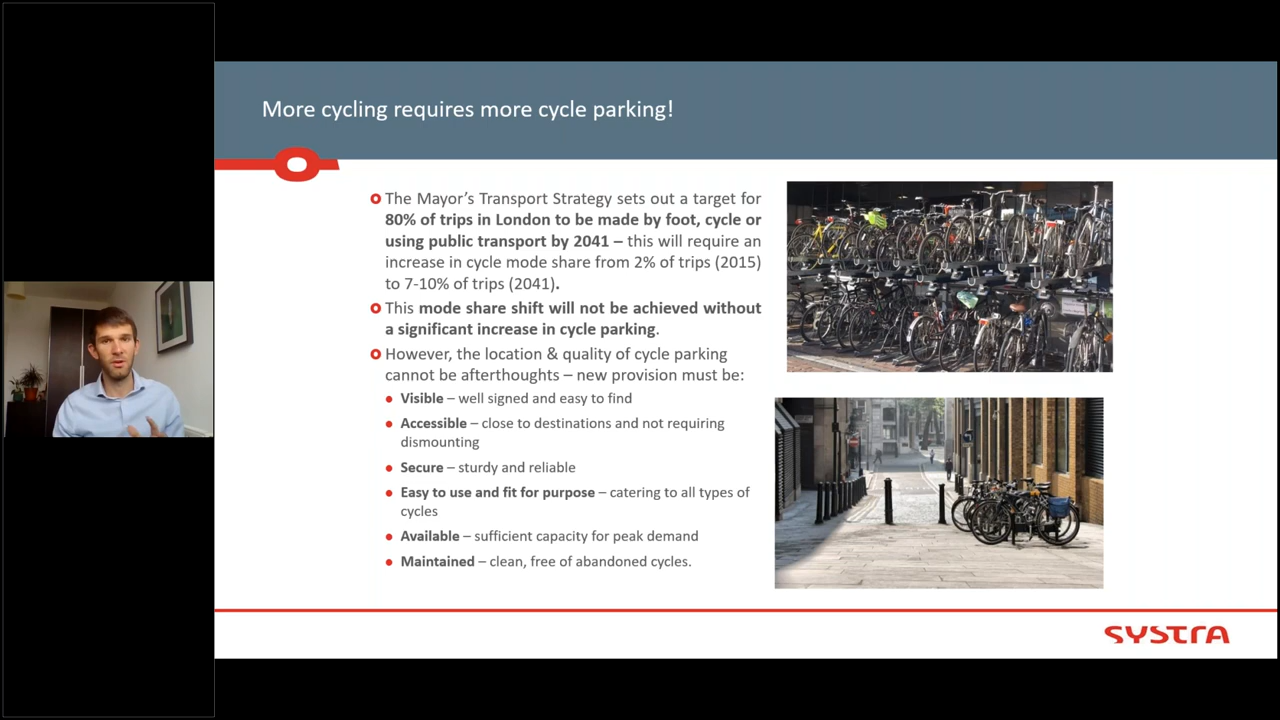 More cycling requires more cycle parking!
The Mayor's Transport Strategy sets out a target for
80% of trips in London to be made by foot, cycle or
using public transport by 2041 – this will require an
increase in cycle mode share from 2% of trips (2015)
to 7-10% of trips (2041).
This mode share shift will not be achieved without
a significant increase in cycle parking.
However, the location & quality of cycle parking
cannot be afterthoughts – new provision must be:
Visible – well signed and easy to find
Accessible – close to destinations and not requiring
dismounting
Secure – sturdy and reliable
Easy to use and fit for purpose – catering to all types of
cycles
Available – sufficient capacity for peak demand
Maintained – clean, free of abandoned cycles.
SYSTRA